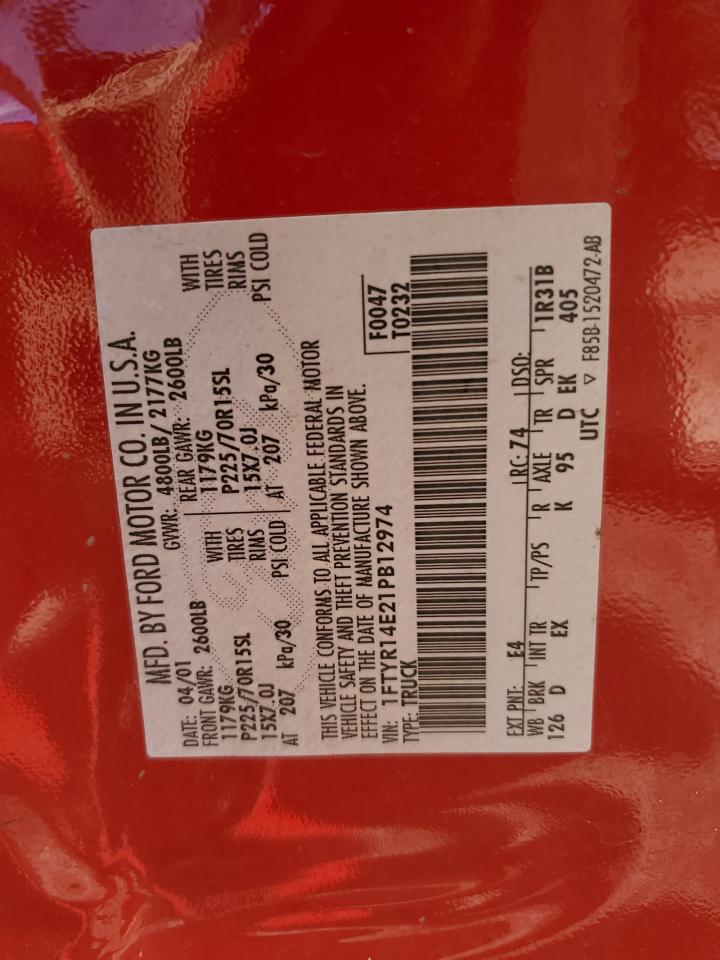 MFD. BY FORD MOTOR CO. IN U.S.A.
DATE: 04/01 GVWR: 4800LB/ 2177KG
FRONT GAWR: 2600LB REAR GAWR: 2600LB
1179KG WITH 1179KG WITH
P225/70R15SL TIRES P225/70R15SL TIRES
15X7.0J RIMS 15X7.0J RIMS
AT 207 kPa/30 PSI COLD AT 207 kPa/30 PSI COLD
THIS VEHICLE CONFORMS TO ALL APPLICABLE FEDERAL MOTOR
VEHICLE SAFETY AND THEFT PREVENTION STANDARDS IN
EFFECT ON THE DATE OF MANUFACTURE SHOWN ABOVE.
VIN: 1FTYR14E21PB12974 F0047
TYPE: TRUCK T0232
EXT PNT: E4 RC: 74 DSO:
WB BRK INT TR TP/PS R AXLE TR SPR 1R31B
126 D EX K 95 D EK 405
UTC ▽ F85B-1520472-AB